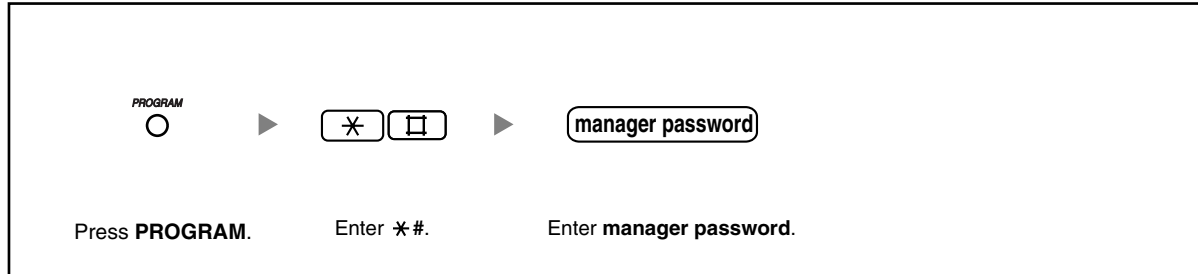 PROGRAM
* #
manager password
Press PROGRAM.
Enter *#.
Enter manager password.